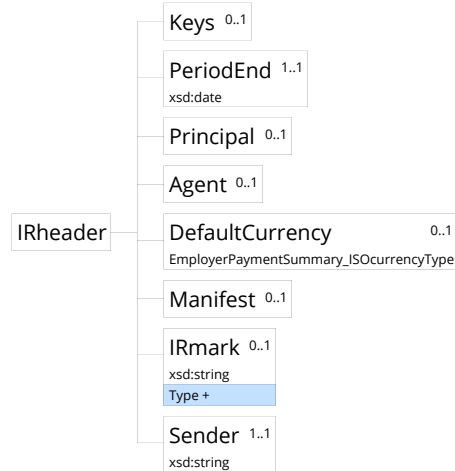 Keys 0..1
PeriodEnd 1..1
xsd:date
Principal 0..1
Agent 0..1
IRheader
DefaultCurrency 0..1
EmployerPaymentSummary_ISOcurrencyType
Manifest 0..1
IRmark 0..1
xsd:string
Type +
Sender 1..1
xsd:string